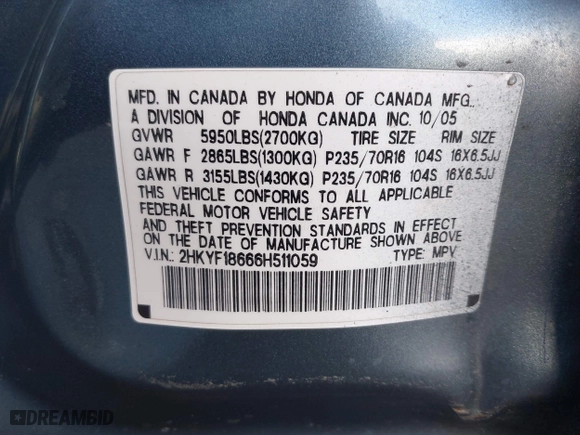 MFD. IN CANADA BY HONDA OF CANADA MFG.,
A DIVISION OF HONDA CANADA INC. 10/05
GVWR 5950LBS(2700KG) TIRE SIZE RIM SIZE
GAWR F 2865LBS(1300KG) P235/70R16 104S 16X6.5JJ
GAWR R 3155LBS(1430KG) P235/70R16 104S 16X6.5JJ
THIS VEHICLE CONFORMS TO ALL APPLICABLE
FEDERAL MOTOR VEHICLE SAFETY
AND THEFT PREVENTION STANDARDS IN EFFECT
ON THE DATE OF MANUFACTURE SHOWN ABOVE.
V.I.N.: 2HKYF18666H511059 TYPE: MPV
DREAMBID